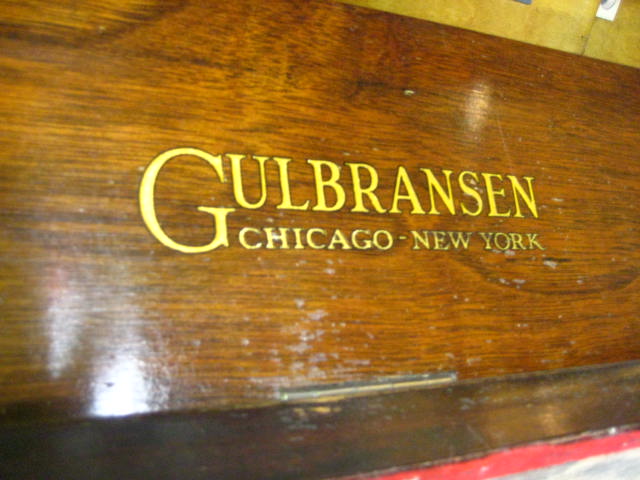 GULBRANSEN
CHICAGO - NEW YORK